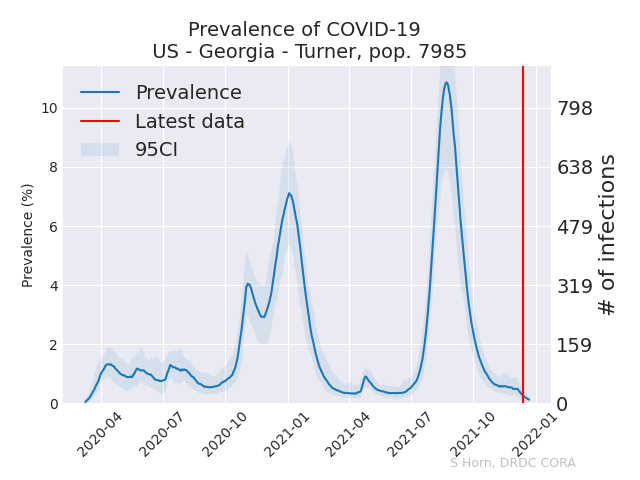 Prevalence of COVID-19
US - Georgia - Turner, pop. 7985
Prevalence
Latest data
95CI
Prevalence (%)
10
8
6
4
2
0
# of infections
798
638
479
319
159
0
2020-04
2020-07
2020-10
2021-01
2021-04
2021-07
2021-10
2022-01
S Horn, DRDC CORA